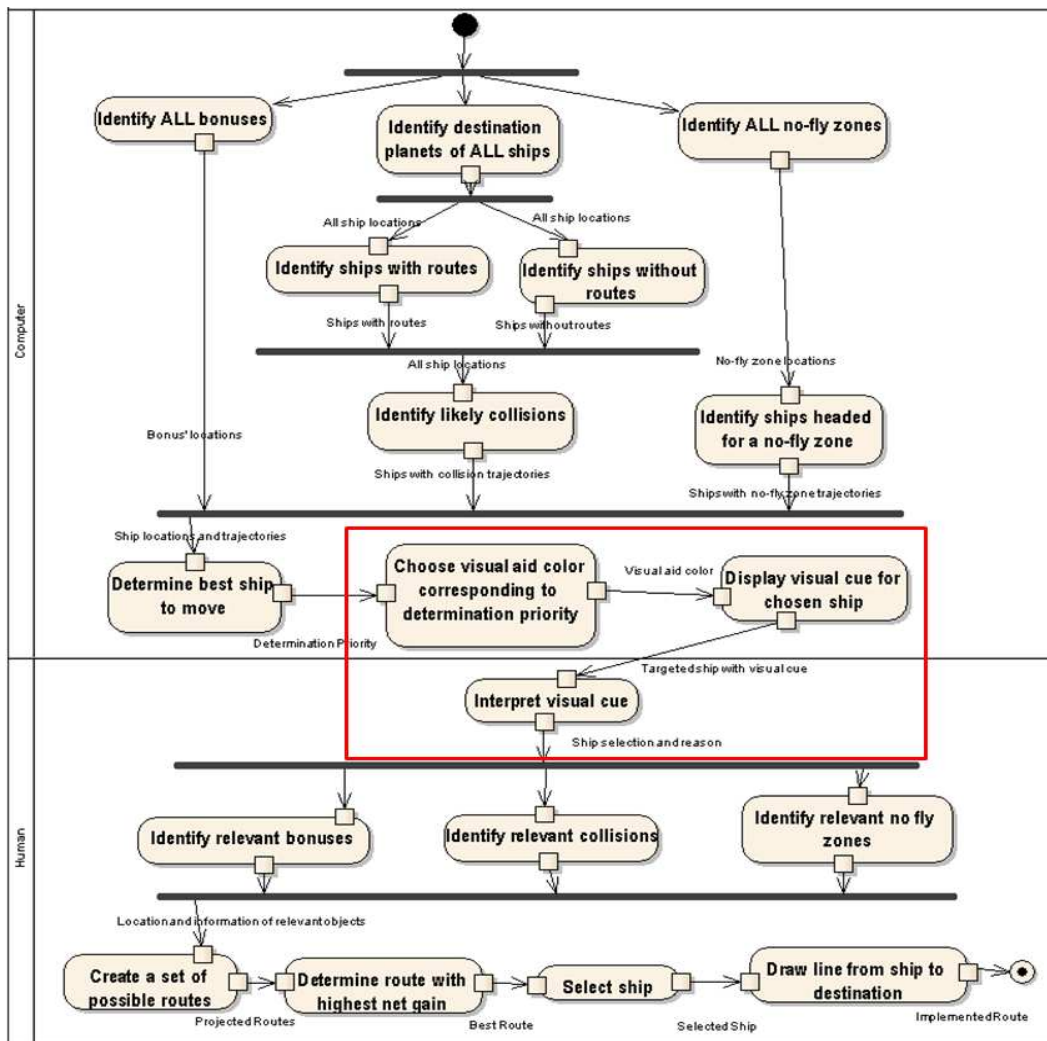 Computer
Identify ALL bonuses
Identify destination
planets of ALL ships
Identify ALL no-fly zones
All ship locations
All ship locations
Identify ships with routes
Identify ships without
routes
Ships with routes
Ships without routes
All ship locations
No-fly zone locations
Identify likely collisions
Identify ships headed
for a no-fly zone
Bonus' locations
Ships with collision trajectories
Ships with no-fly zone trajectories
Ship locations and trajectories
Determine best ship
to move
Choose visual aid color
corresponding to
determination priority
Visual aid color
Display visual cue for
chosen ship
Determination Priority
Human
Targeted ship with visual cue
Interpret visual cue
Ship selection and reason
Identify relevant bonuses
Identify relevant collisions
Identify relevant no fly
zones
Location and information of relevant objects
Create a set of
possible routes
Determine route with
highest net gain
Select ship
Draw line from ship to
destination
Projected Routes
Best Route
Selected Ship
Implemented Route